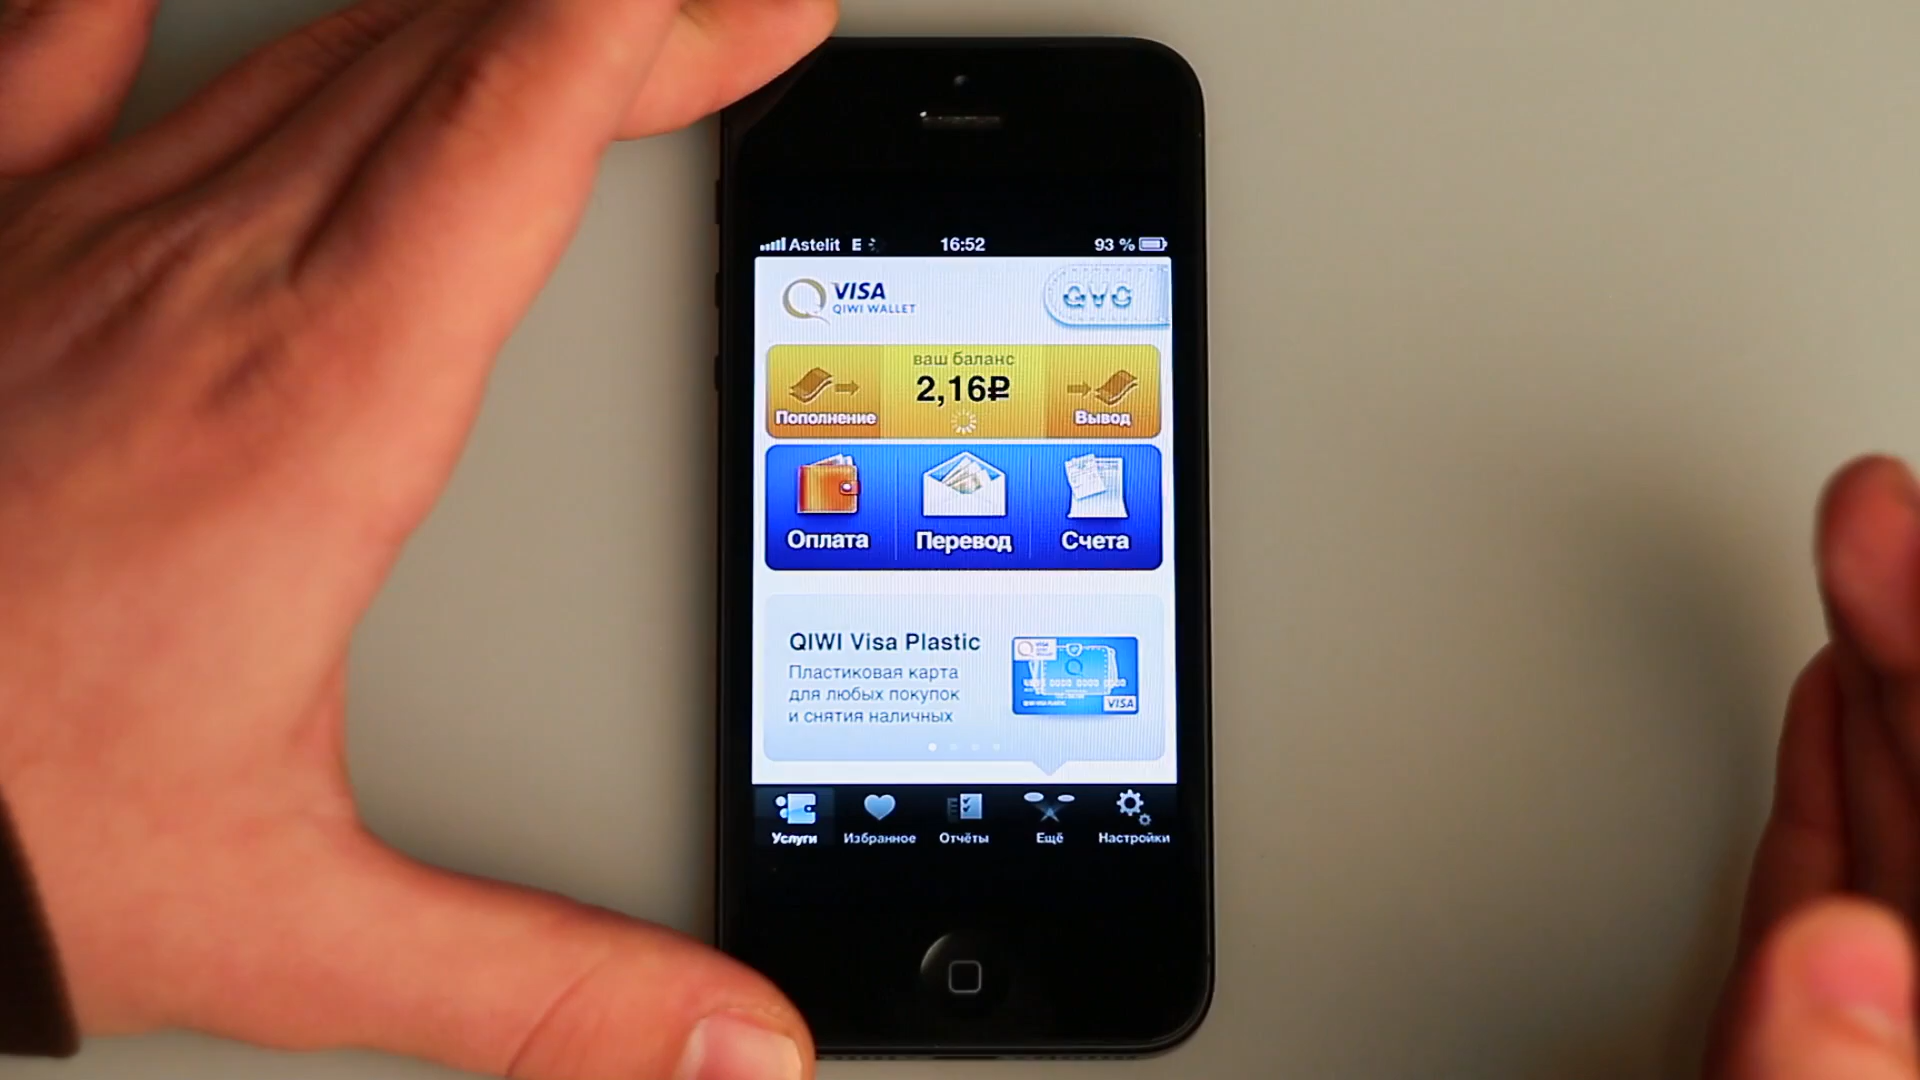 Astelit E 16:52 93 %
VISA
QIWI WALLET
QVC
ваш баланс
2,16₽
Пополнение
Вывод
Оплата
Перевод
Счета
QIWI Visa Plastic
Пластиковая карта
для любых покупок
и снятия наличных
VISA
Услуги
Избранное
Отчёты
Ещё
Настройки